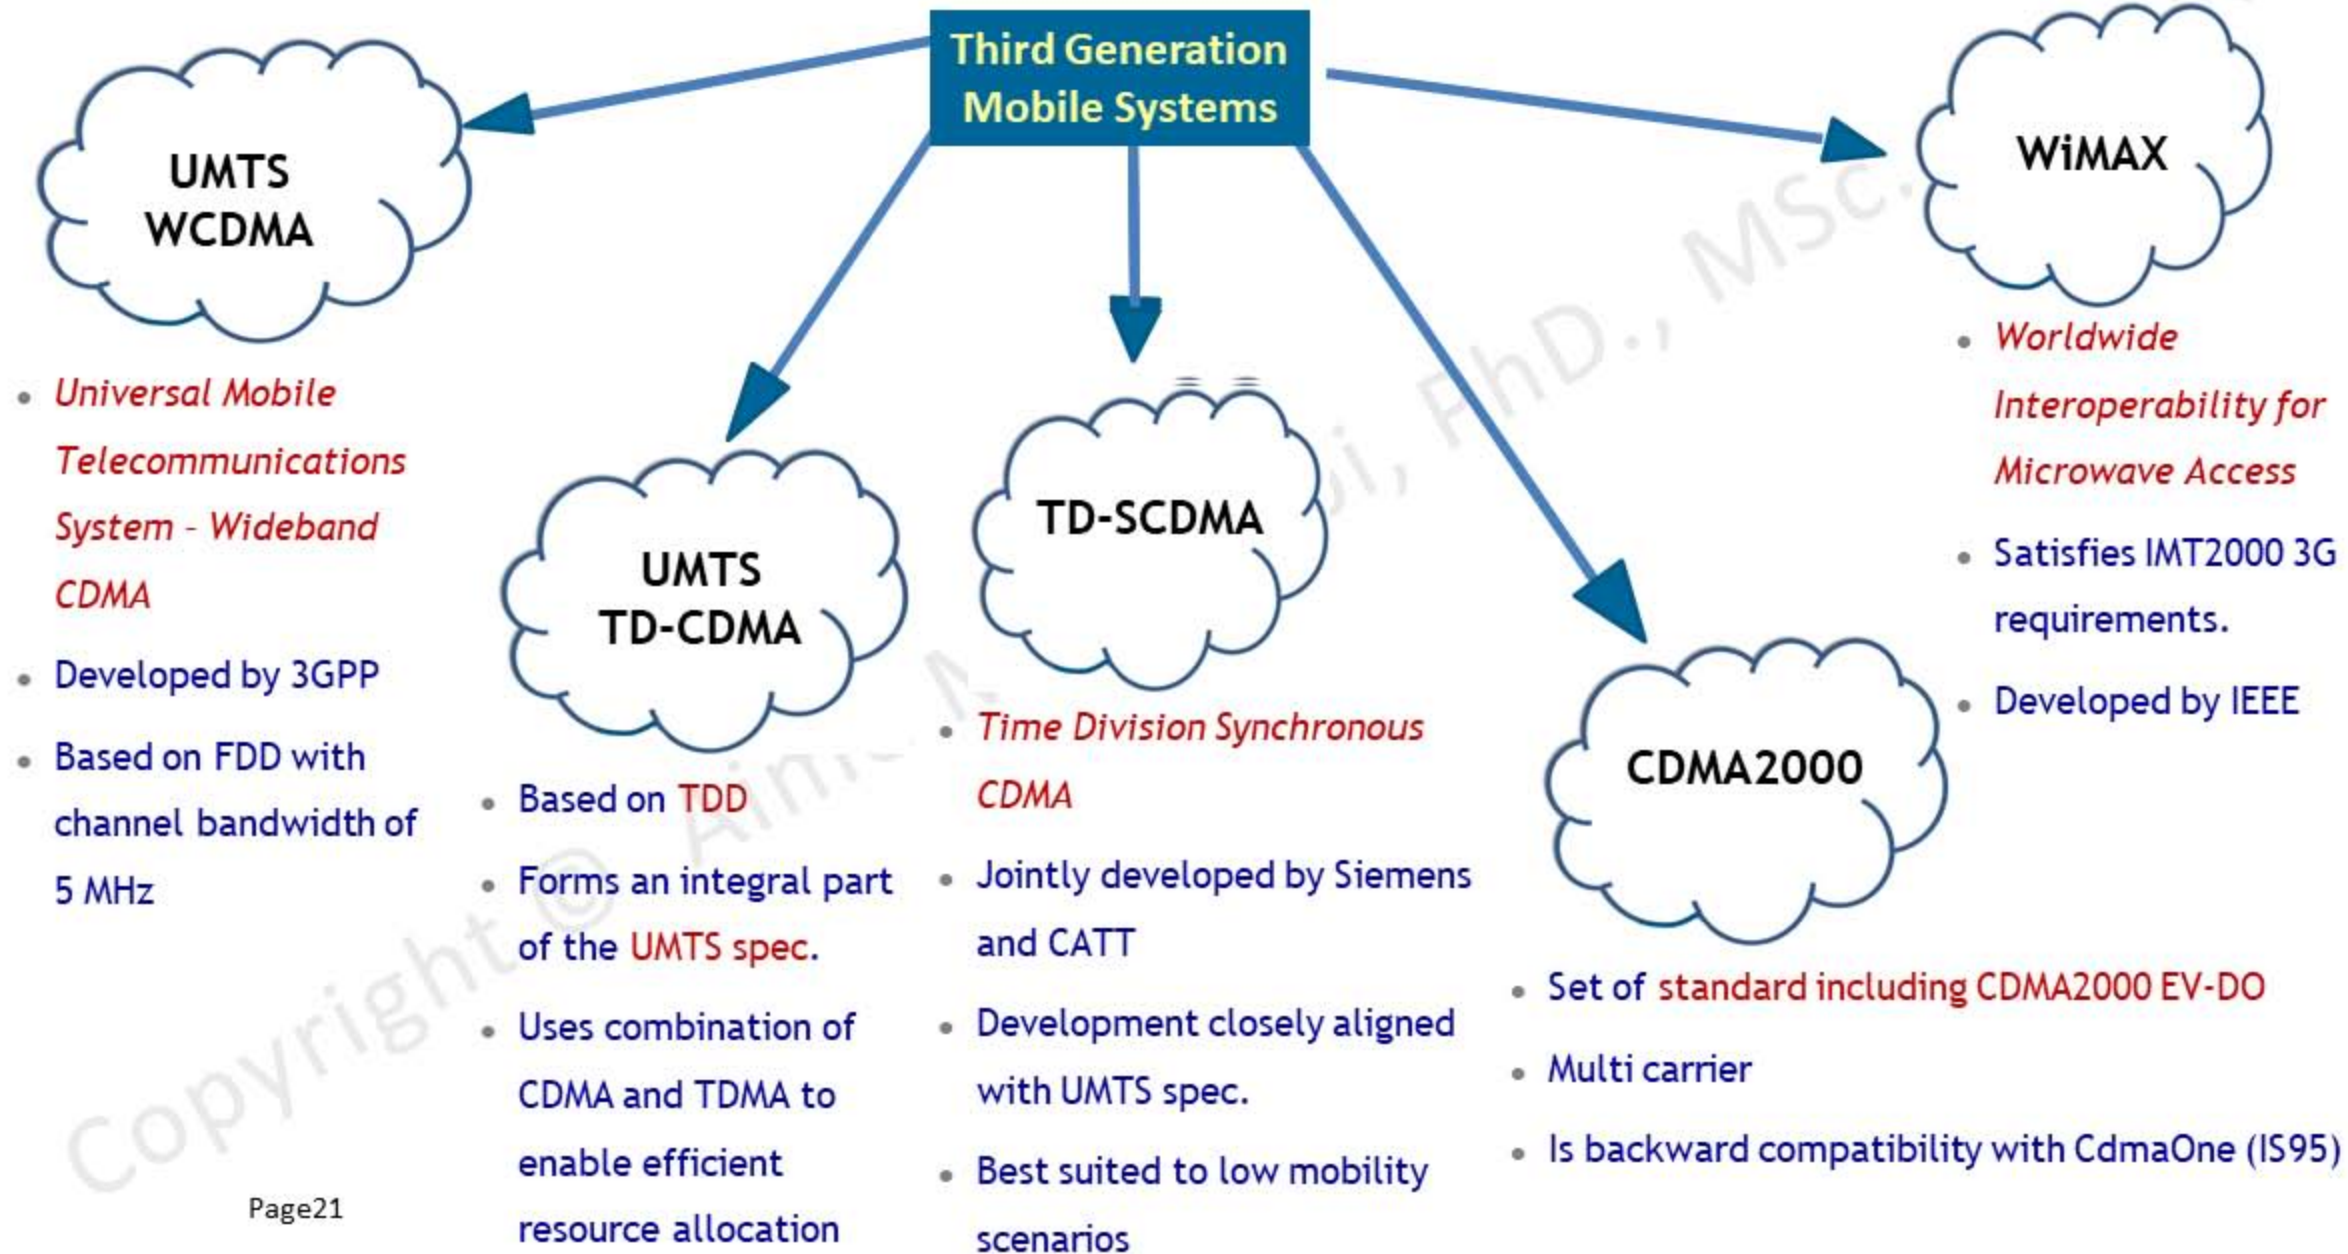 Third Generation
Mobile Systems
UMTS
WCDMA
• Universal Mobile
Telecommunications
System – Wideband
CDMA
• Developed by 3GPP
• Based on FDD with
channel bandwidth of
5 MHz
UMTS
TD-CDMA
• Based on TDD
• Forms an integral part
of the UMTS spec.
• Uses combination of
CDMA and TDMA to
enable efficient
resource allocation
TD-SCDMA
• Time Division Synchronous
CDMA
• Jointly developed by Siemens
and CATT
• Development closely aligned
with UMTS spec.
• Best suited to low mobility
scenarios
CDMA2000
• Set of standard including CDMA2000 EV-DO
• Multi carrier
• Is backward compatibility with CdmaOne (IS95)
WiMAX
• Worldwide
Interoperability for
Microwave Access
• Satisfies IMT2000 3G
requirements.
• Developed by IEEE
Copyright © PhD., MSc.
Page21